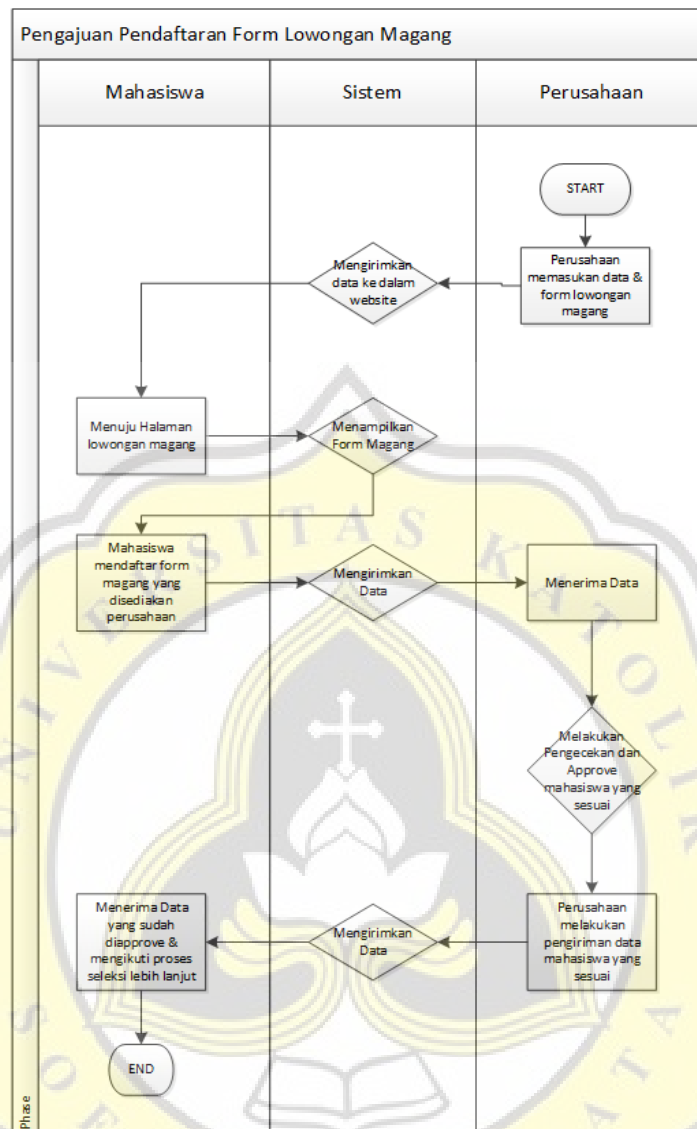 Pengajuan Pendaftaran Form Lowongan Magang
Mahasiswa
Sistem
Perusahaan
START
Perusahaan
memasukan data &
form lowongan
magang
Mengirimkan
data ke dalam
website
Menuju Halaman
lowongan magang
Menampilkan
Form Magang
Mahasiswa
mendaftar form
magang yang
disediakan
perusahaan
Mengirimkan
Data
Menerima Data
Melakukan
Pengecekan dan
Approve
mahasiswa yang
sesuai
Perusahaan
melakukan
pengiriman data
mahasiswa yang
sesuai
Mengirimkan
Data
Menerima Data
yang sudah
diapprove &
mengikuti proses
seleksi lebih lanjut
END
Phase
UNIVERSITAS KATOLIK